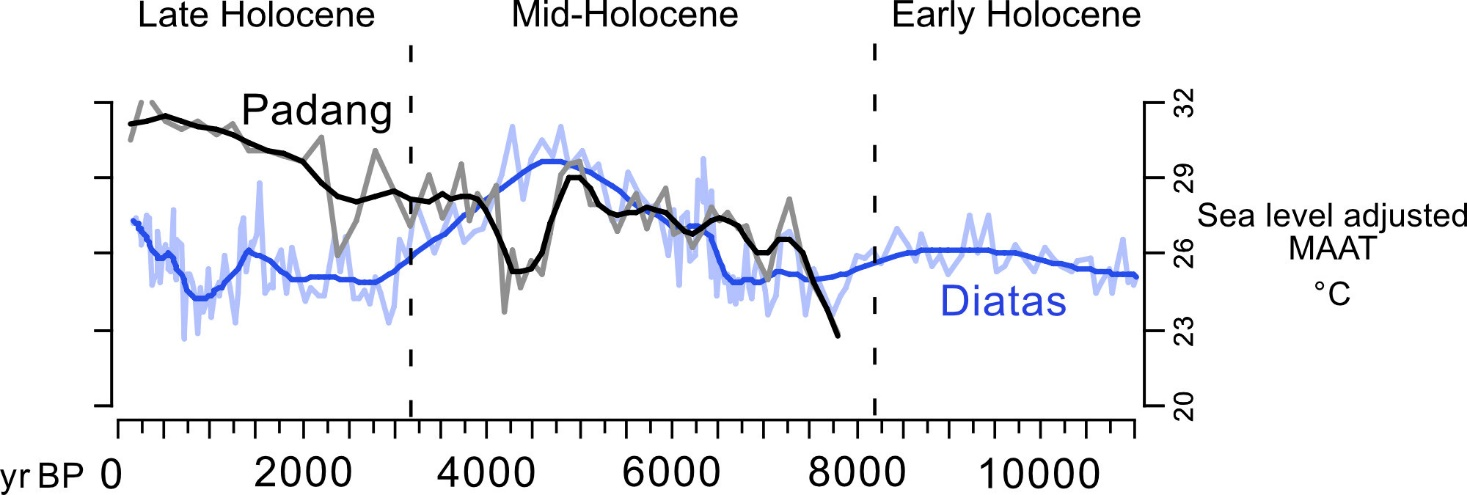 Late Holocene Mid-Holocene Early Holocene
Padang
32
29
26
23
20
Sea level adjusted
MAAT
°C
Diatas
yr BP 0 2000 4000 6000 8000 10000